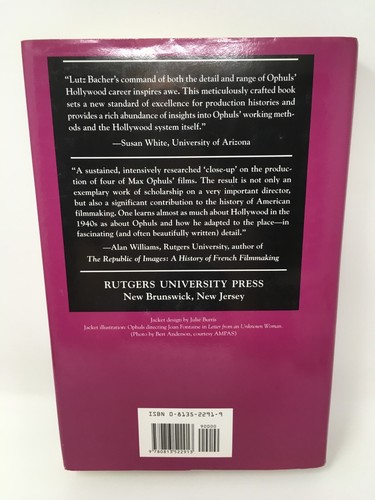 “Lutz Bacher’s command of both the detail and range of Ophuls’
Hollywood career inspires awe. This meticulously crafted book
sets a new standard of excellence for production histories and
provides a rich abundance of insights into Ophuls’ working meth-
ods and the Hollywood system itself.”
—Susan White, University of Arizona
“A sustained, intensively researched ‘close-up’ on the produc-
tion of four of Max Ophuls’ films. The result is not only an
exemplary work of scholarship on a very important director,
but also a significant contribution to the history of American
filmmaking. One learns almost as much about Hollywood in the
1940s as about Ophuls and how he adapted to the place—in
fascinating (and often beautifully written) detail.”
—Alan Williams, Rutgers University, author of
The Republic of Images: A History of French Filmmaking
RUTGERS UNIVERSITY PRESS
New Brunswick, New Jersey
Jacket design by Julie Burris
Jacket illustration: Ophuls directing Joan Fontaine in Letter from an Unknown Woman.
(Photo by Bert Anderson, courtesy AMPAS)
ISBN 0-8135-2291-9
90000
9 780813 522913